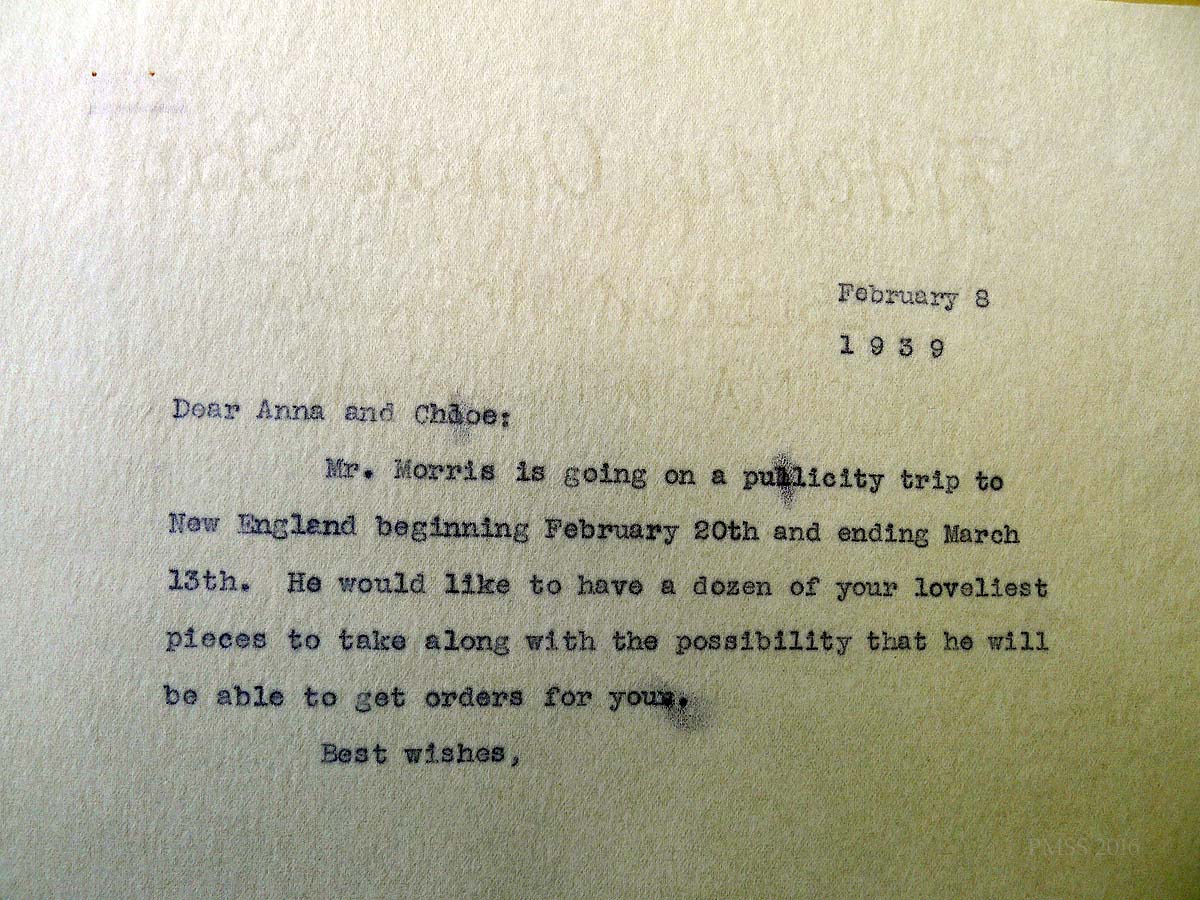 February 8
1 9 3 9
Dear Anna and Chloe:
Mr. Morris is going on a publicity trip to
New England beginning February 20th and ending March
13th. He would like to have a dozen of your loveliest
pieces to take along with the possibility that he will
be able to get orders for you.
Best wishes,
PMSS 2016